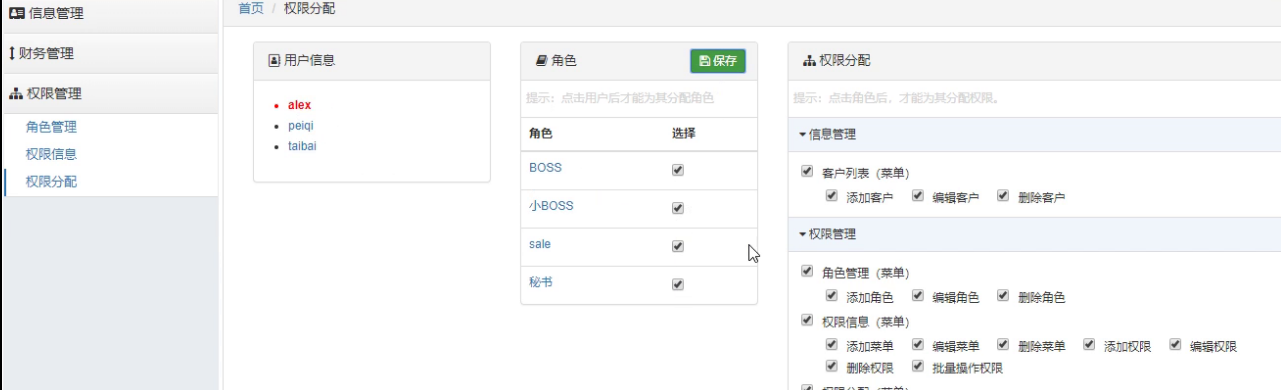 信息管理
财务管理
权限管理
角色管理
权限信息
权限分配
首页 / 权限分配
用户信息
alex
peiqi
taibai
角色 保存
提示：点击用户后才能为其分配角色
角色 选择
BOSS
小BOSS
sale
秘书
权限分配
提示：点击角色后，才能为其分配权限。
信息管理
客户列表（菜单）
添加客户 编辑客户 删除客户
权限管理
角色管理（菜单）
添加角色 编辑角色 删除角色
权限信息（菜单）
添加菜单 编辑菜单 删除菜单 添加权限 编辑权限
删除权限 批量操作权限
权限分配（菜单）